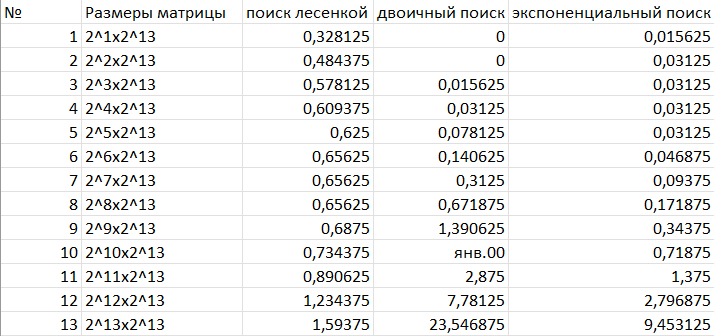 № Размеры матрицы поиск лесенкой двоичный поиск экспоненциальный поиск
1 2^1x2^13 0,328125 0 0,015625
2 2^2x2^13 0,484375 0 0,03125
3 2^3x2^13 0,578125 0,015625 0,03125
4 2^4x2^13 0,609375 0,03125 0,03125
5 2^5x2^13 0,625 0,078125 0,03125
6 2^6x2^13 0,65625 0,140625 0,046875
7 2^7x2^13 0,65625 0,3125 0,09375
8 2^8x2^13 0,65625 0,671875 0,171875
9 2^9x2^13 0,6875 1,390625 0,34375
10 2^10x2^13 0,734375 янв.00 0,71875
11 2^11x2^13 0,890625 2,875 1,375
12 2^12x2^13 1,234375 7,78125 2,796875
13 2^13x2^13 1,59375 23,546875 9,453125